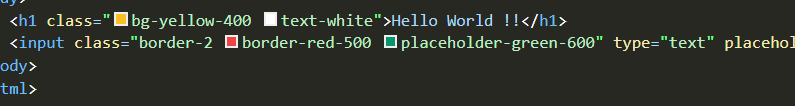 dy>
<h1 class="bg-yellow-400 text-white">Hello World !!</h1>
<input class="border-2 border-red-500 placeholder-green-600" type="text" placehol
ody>
tml>